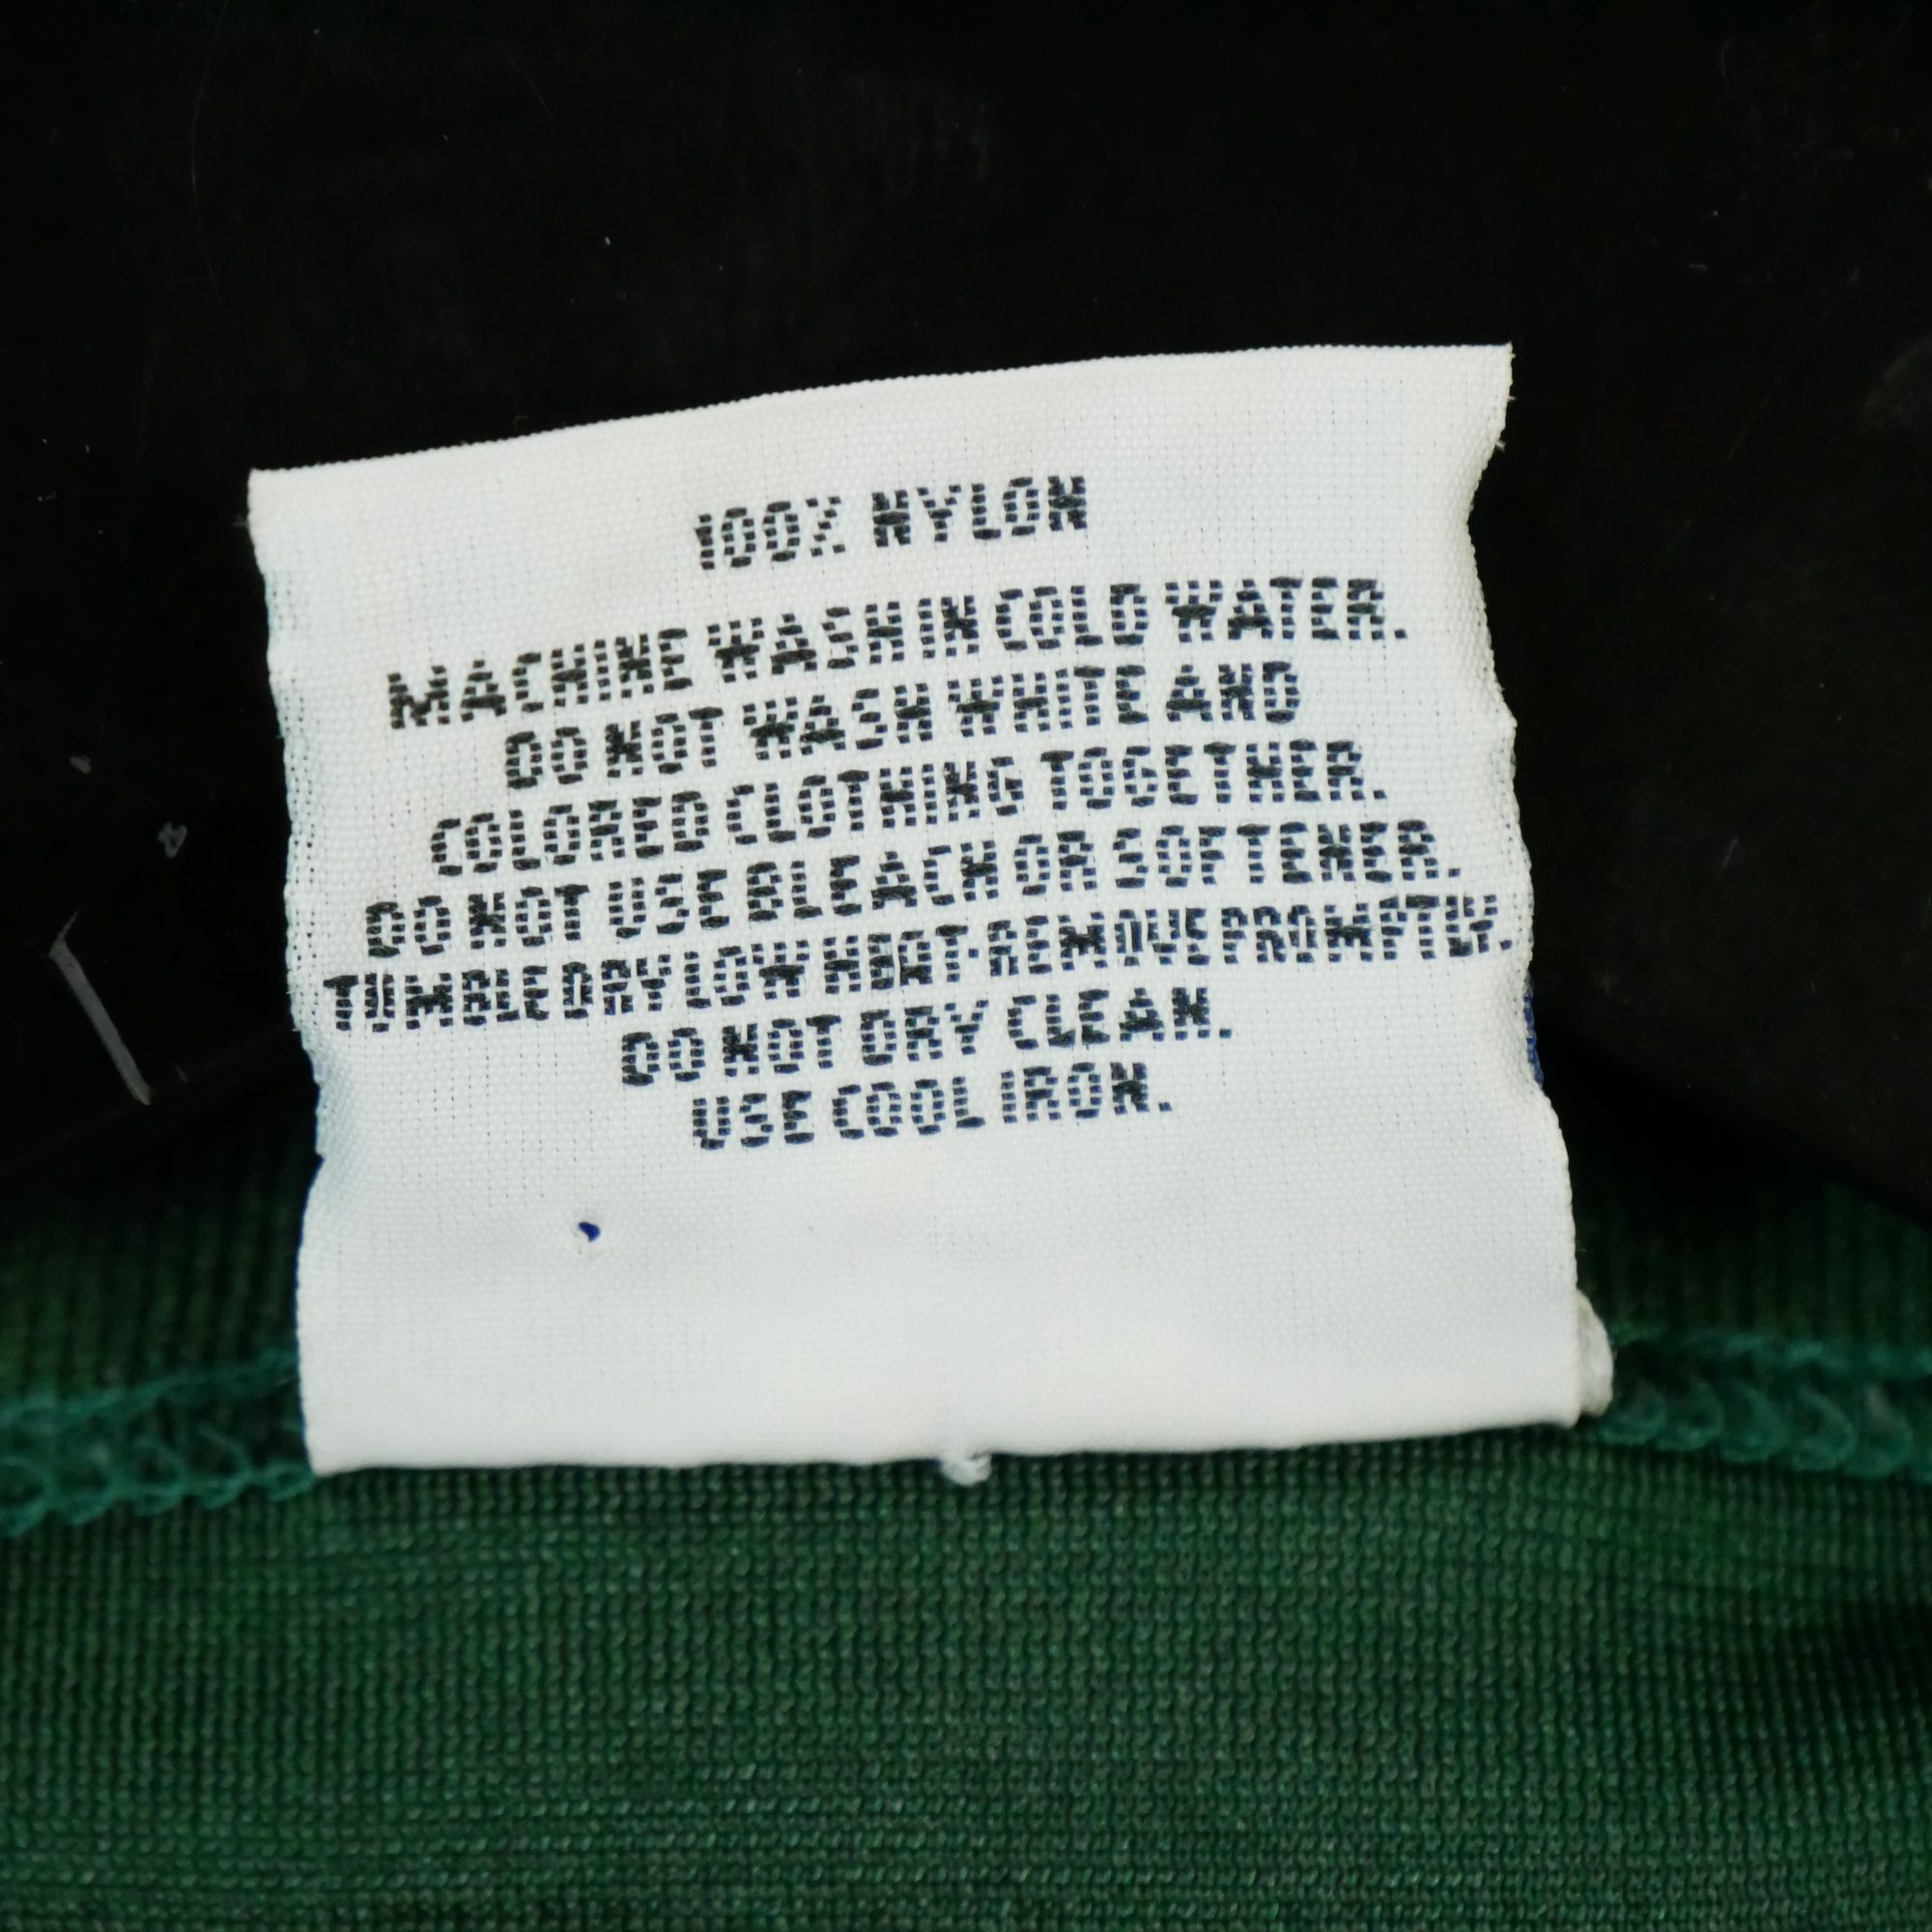 100% NYLON
MACHINE WASH IN COLD WATER.
DO NOT WASH WHITE AND
COLORED CLOTHING TOGETHER.
DO NOT USE BLEACH OR SOFTENER.
TUMBLE DRY LOW HEAT-REMOVE PROMPTLY.
DO NOT DRY CLEAN.
USE COOL IRON.